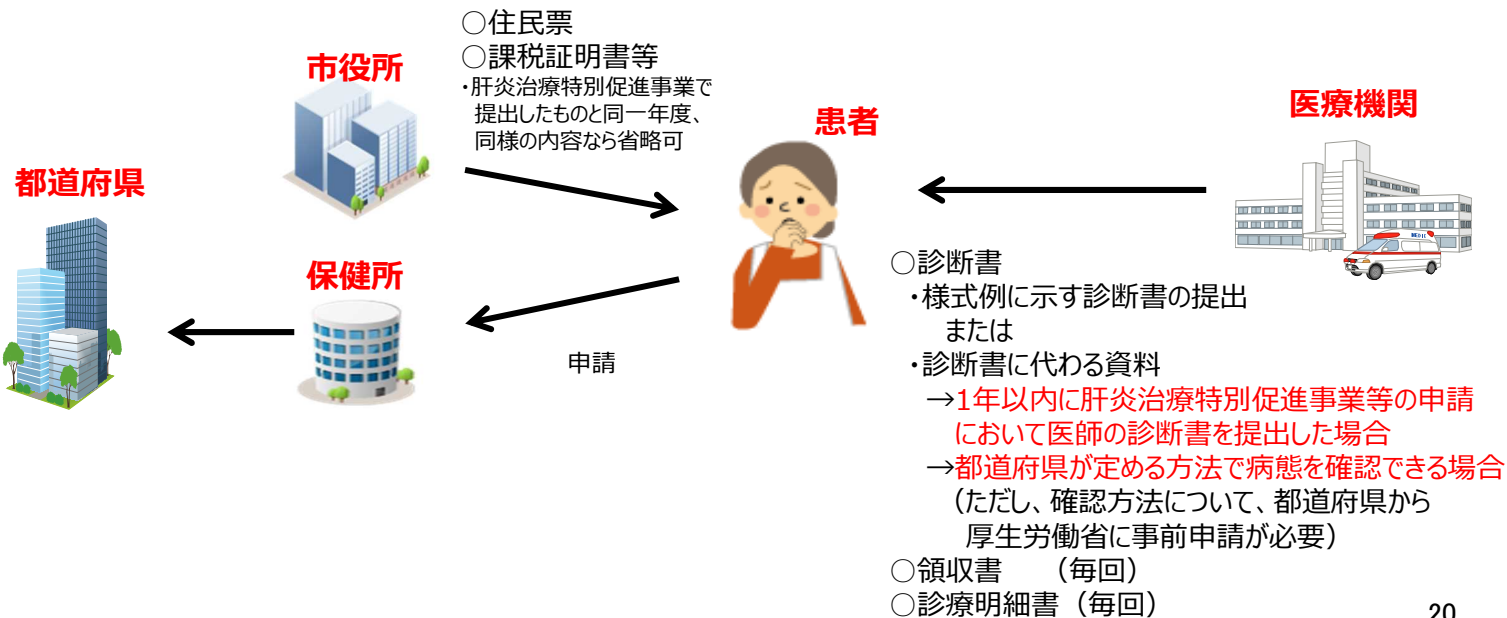 ○住民票
○課税証明書等
・肝炎治療特別促進事業で
提出したものと同一年度、
同様の内容なら省略可
市役所
患者
医療機関
都道府県
保健所
申請
○診断書
・様式例に示す診断書の提出
または
・診断書に代わる資料
→1年以内に肝炎治療特別促進事業等の申請
において医師の診断書を提出した場合
→都道府県が定める方法で病態を確認できる場合
(ただし、確認方法について、都道府県から
厚生労働省に事前申請が必要)
○領収書 (毎回)
○診療明細書(毎回)
20